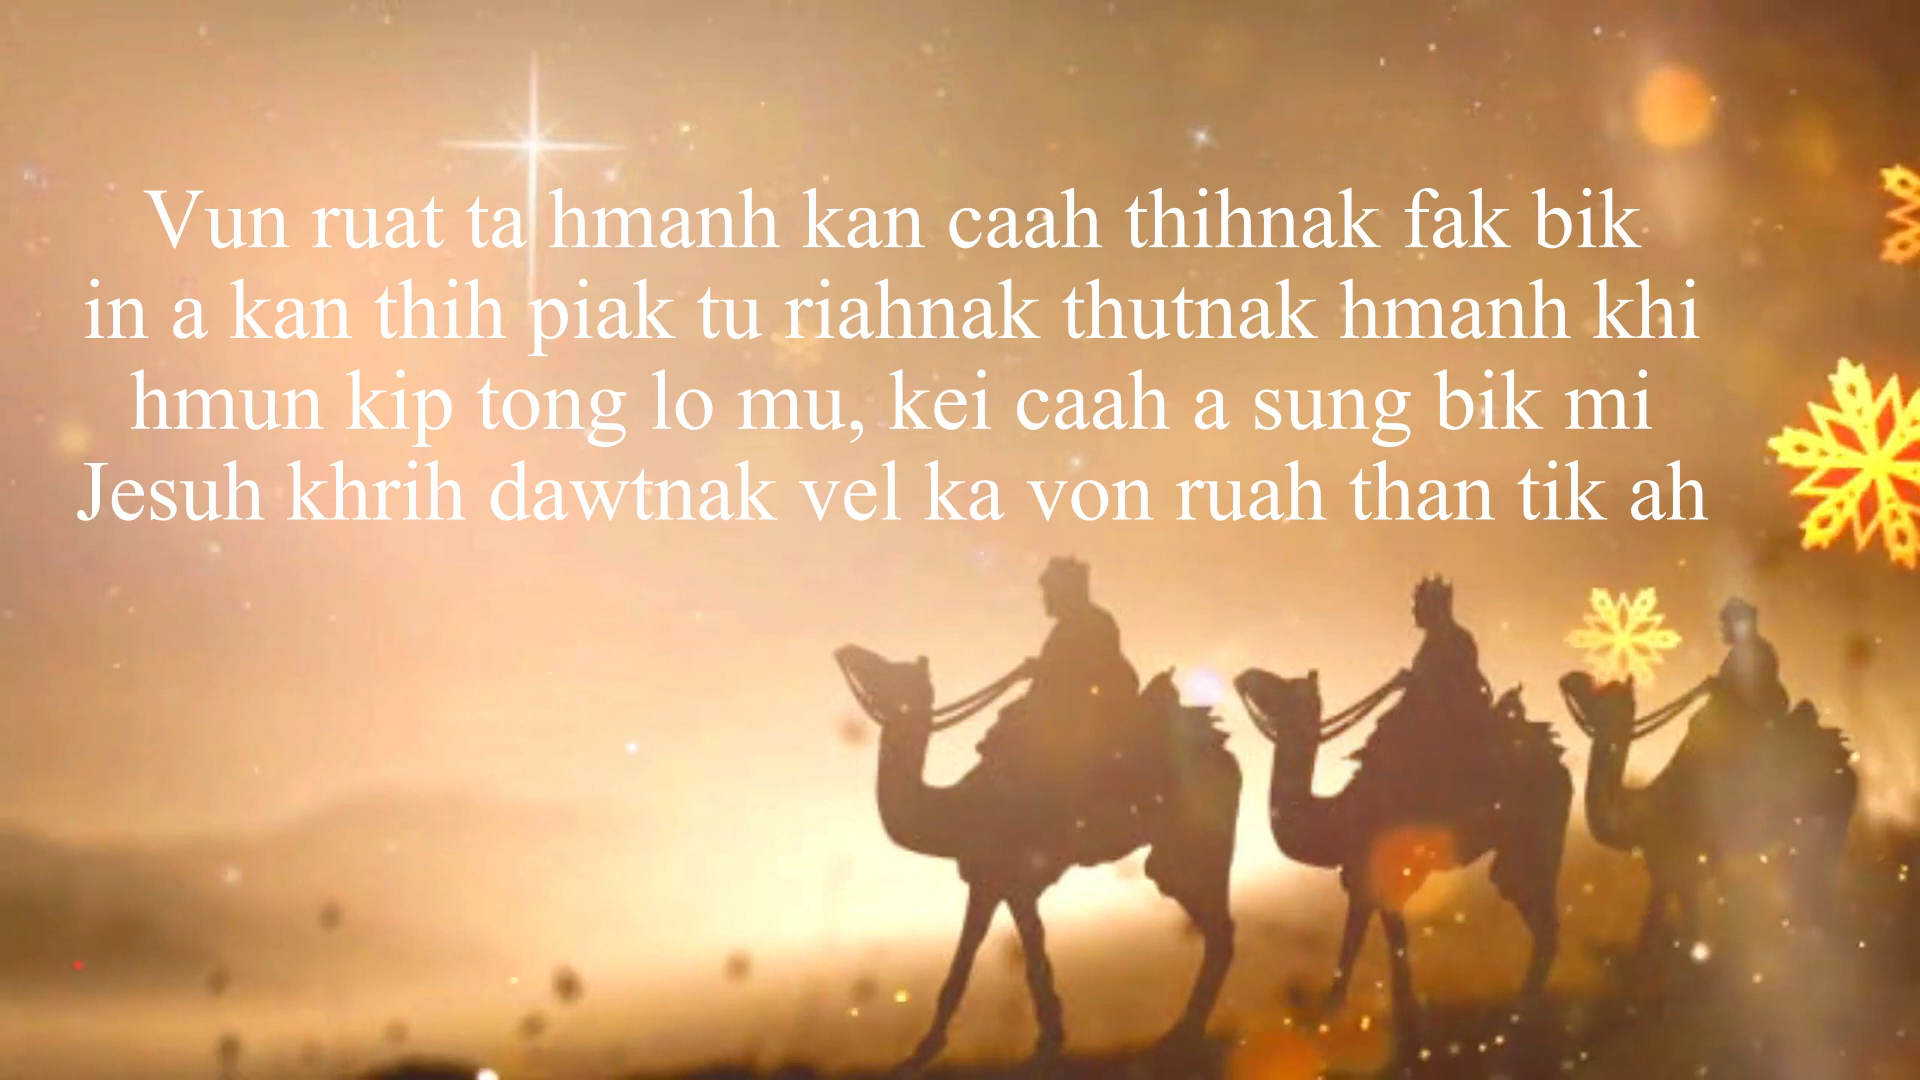 Vun ruat ta hmanh kan caah thihnak fak bik
in a kan thih piak tu riahnak thutnak hmanh khi
hmun kip tong lo mu, kei caah a sung bik mi
Jesuh khrih dawtnak vel ka von ruah than tik ah